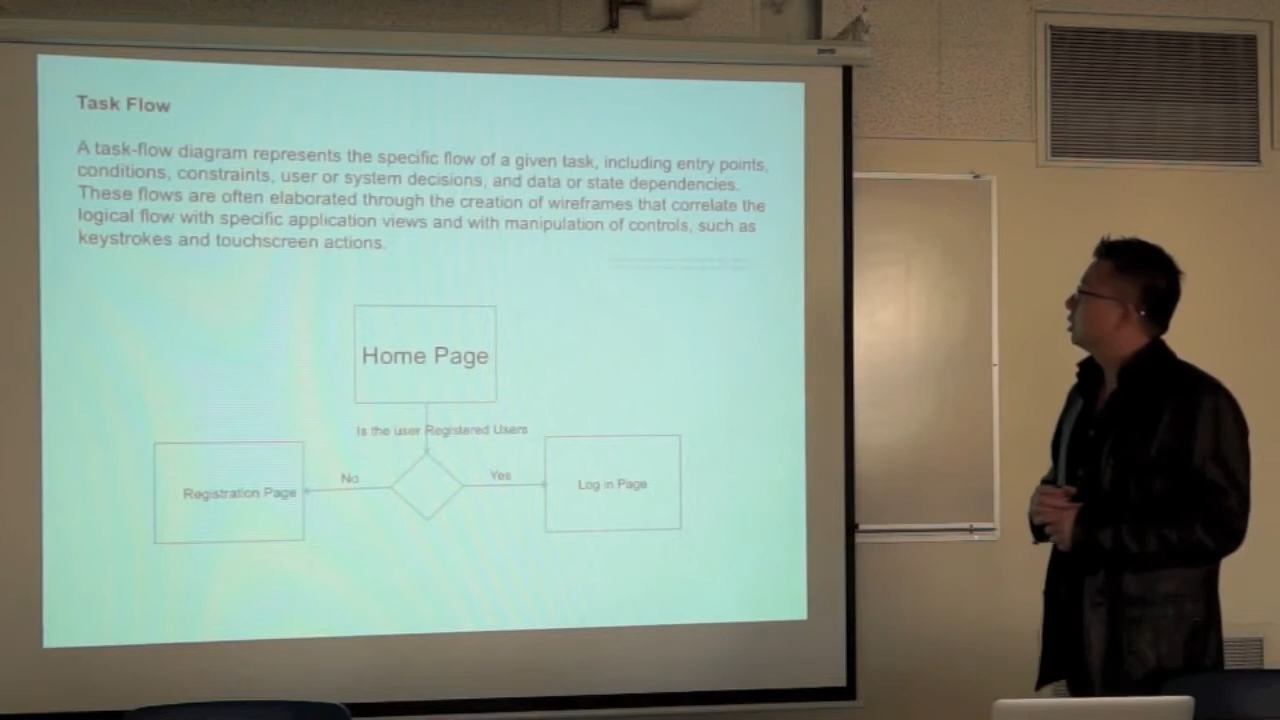 Task Flow
A task-flow diagram represents the specific flow of a given task, including entry points,
conditions, constraints, user or system decisions, and data or state dependencies.
These flows are often elaborated through the creation of wireframes that correlate the
logical flow with specific application views and with manipulation of controls, such as
keystrokes and touchscreen actions.
Home Page
Is the user Registered Users
No
Yes
Registration Page
Log in Page